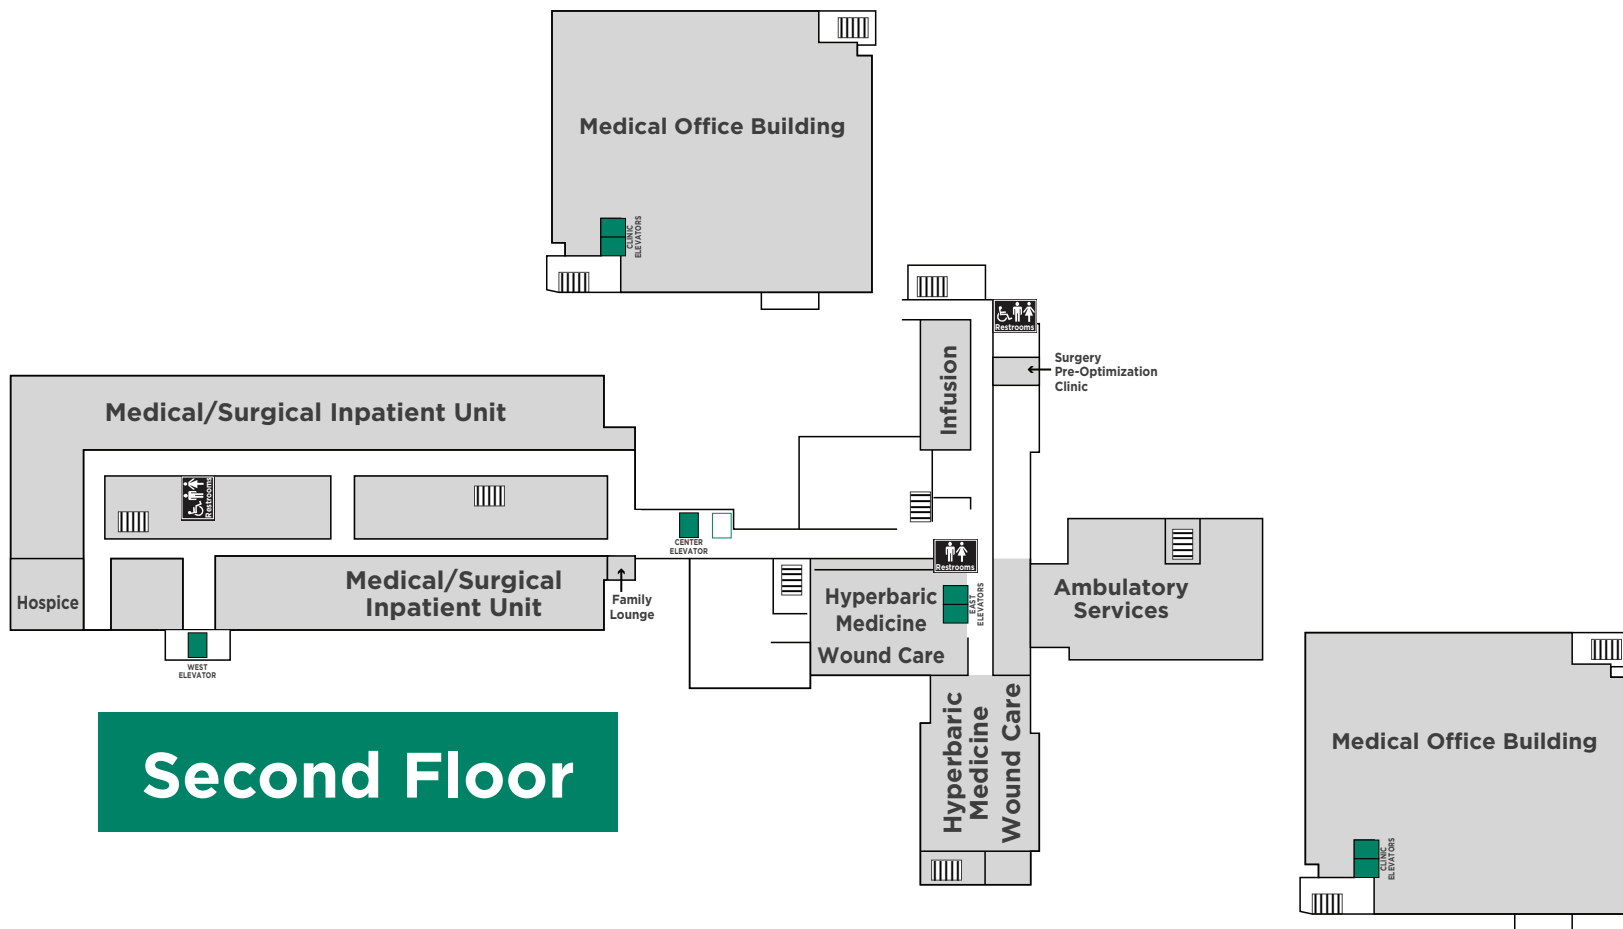 Medical Office Building
CLINIC
ELEVATORS
Restrooms
Surgery
Pre-Optimization
Clinic
Infusion
Medical/Surgical Inpatient Unit
Restrooms
CENTER
ELEVATOR
Restrooms
Hospice
Medical/Surgical
Inpatient Unit
Family
Lounge
Hyperbaric
Medicine
Wound Care
EAST
ELEVATORS
Ambulatory
Services
WEST
ELEVATOR
Hyperbaric
Medicine
Wound Care
Second Floor
Medical Office Building
CLINIC
ELEVATORS